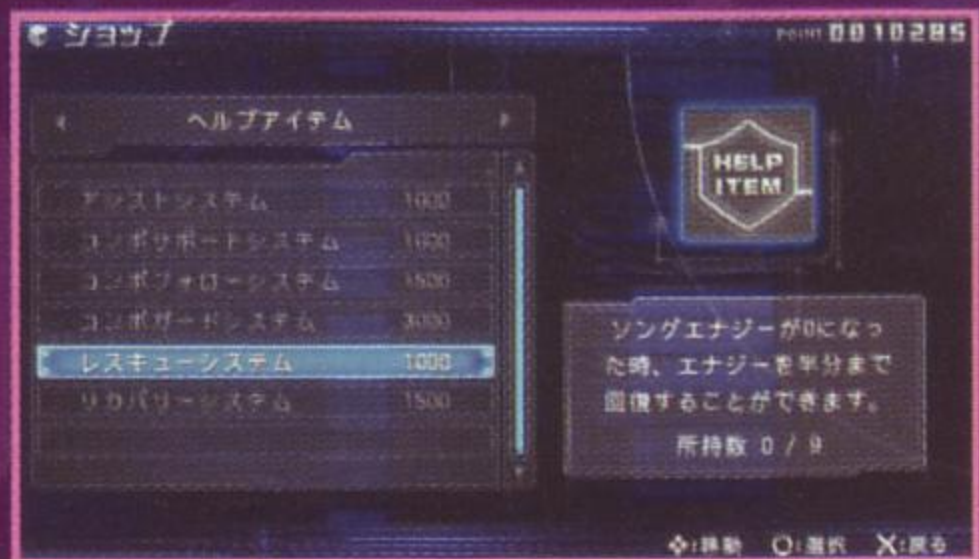 ショップ
POINT 0010285
ヘルプアイテム
アシストシステム 1000
コンボサポートシステム 1000
コンボフォローシステム 1500
コンボガードシステム 3000
レスキューシステム 1000
リカバリーシステム 1500
HELP
ITEM
ソングエナジーが0になっ
た時、エナジーを半分まで
回復することができます。
所持数 0 / 9
:移動 ○:選択 ×:戻る